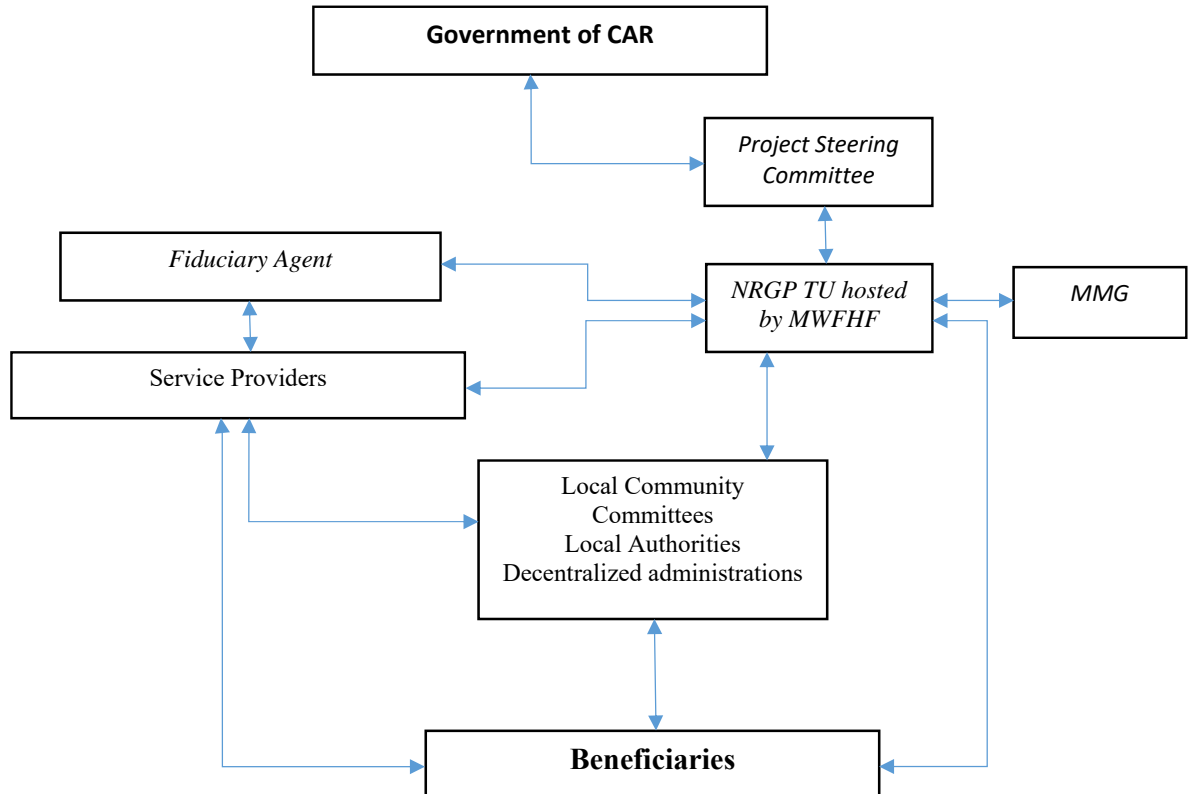 Government of CAR
Project Steering
Committee
Fiduciary Agent
NRGP TU hosted
by MWFHF
MMG
Service Providers
Local Community
Committees
Local Authorities
Decentralized administrations
Beneficiaries